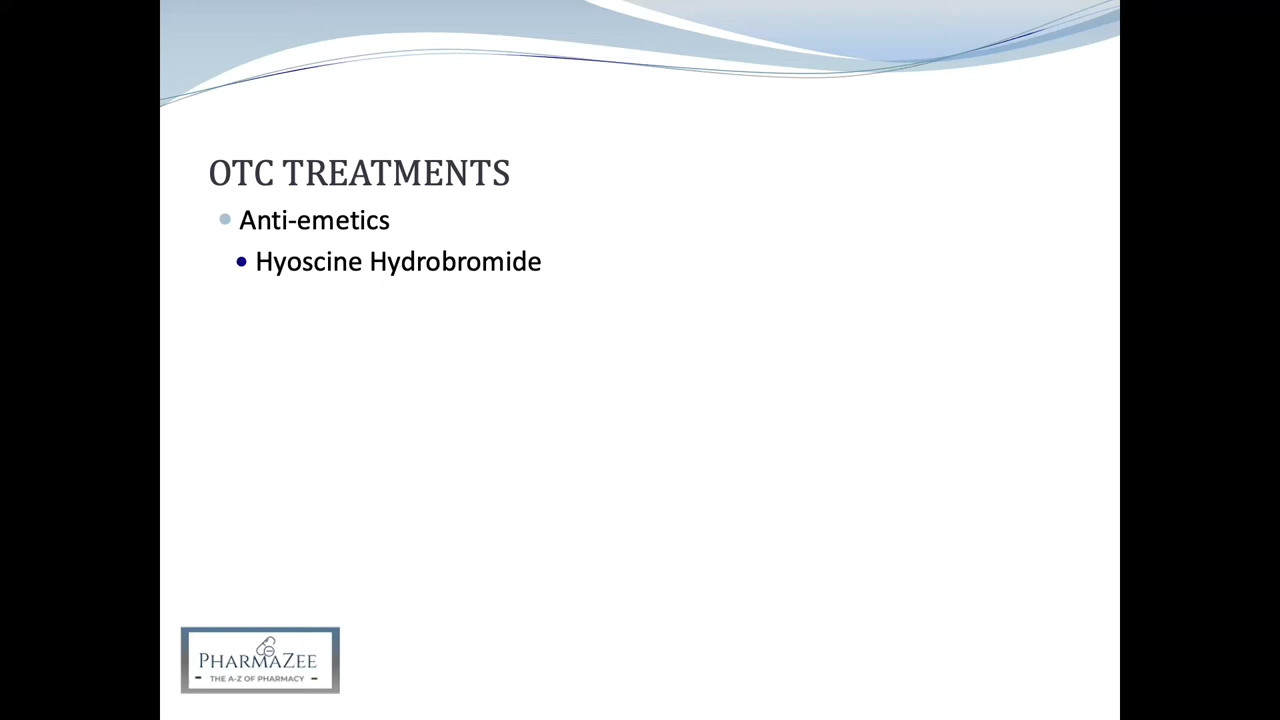 OTC TREATMENTS
Anti-emetics
Hyoscine Hydrobromide
PHARMAZEE
THE A-Z OF PHARMACY